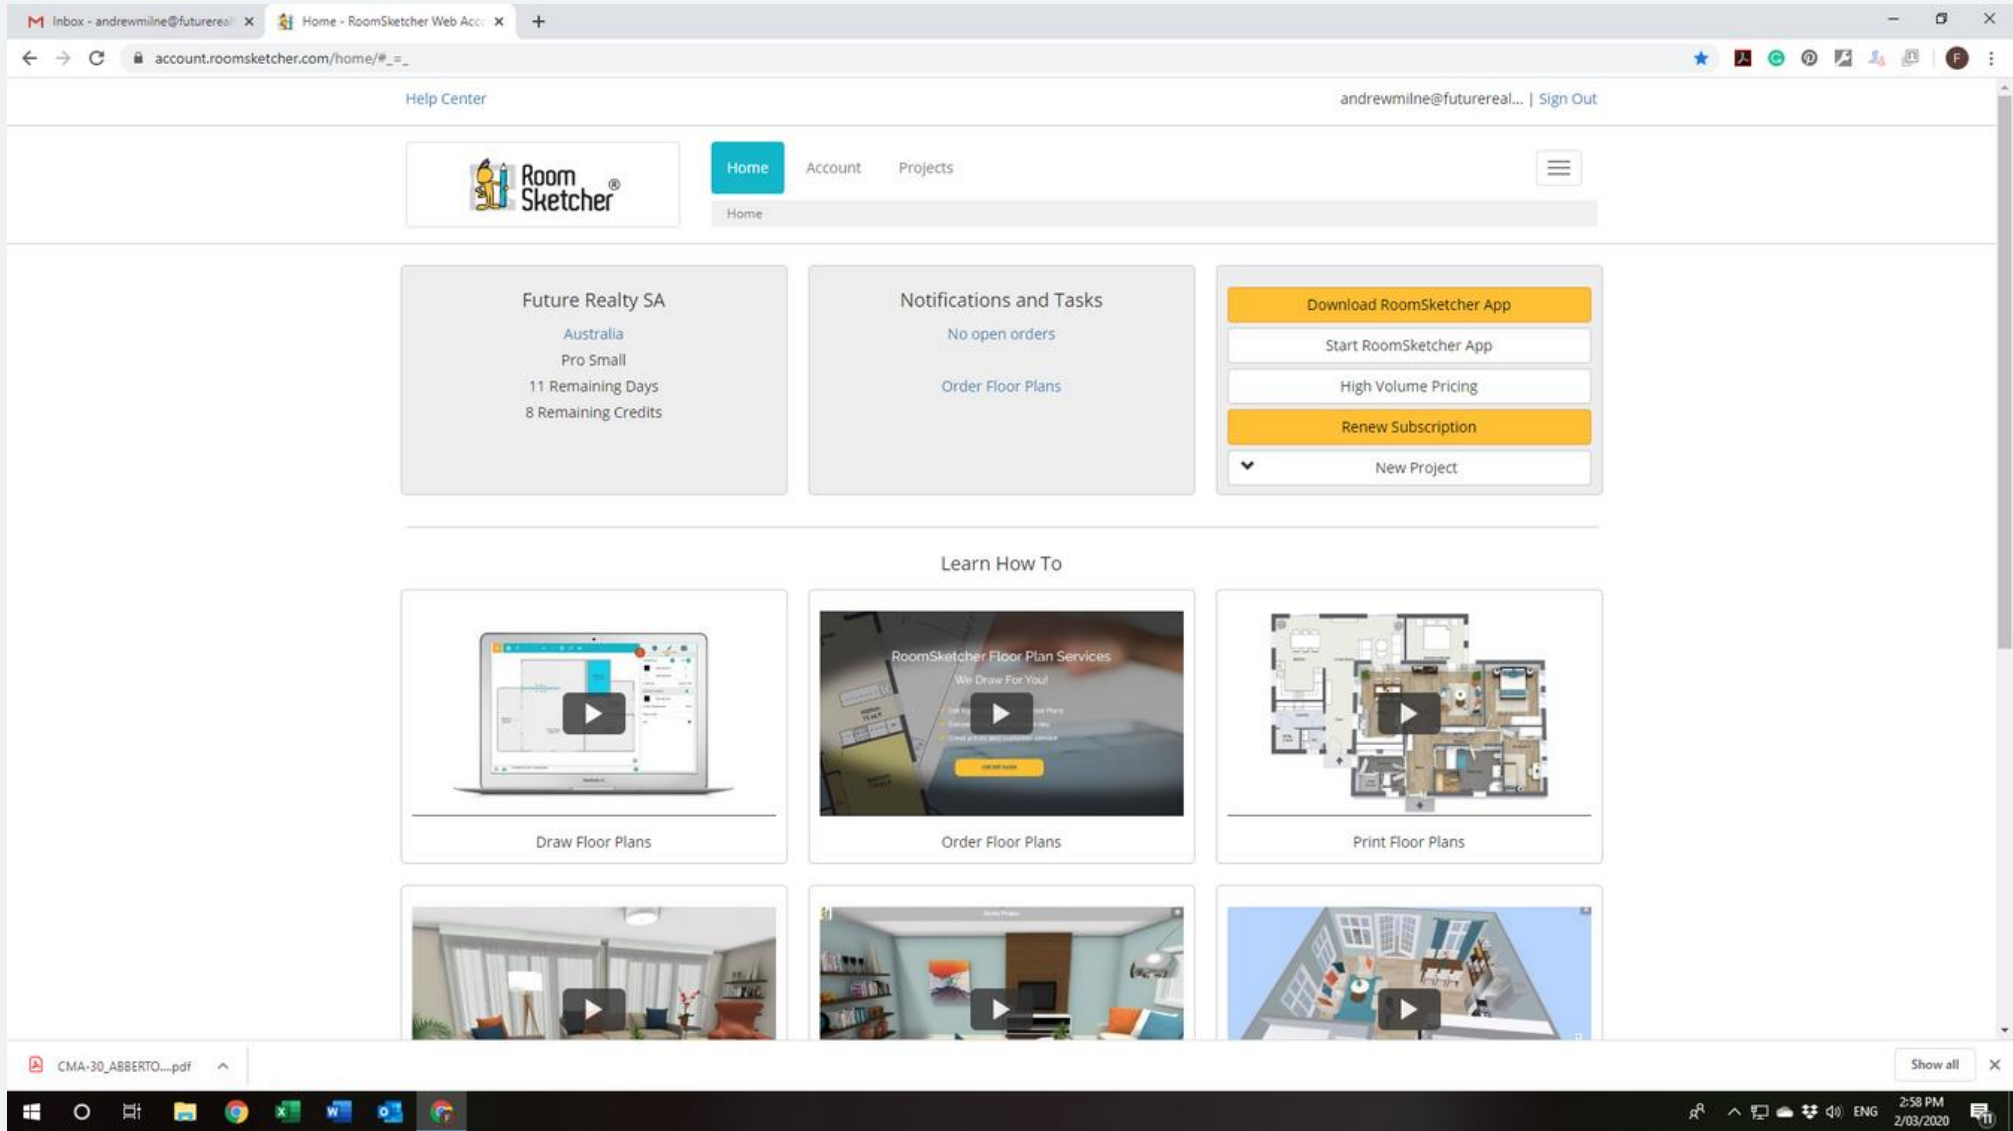 Inbox - andrewmilne@futurereal
Home - RoomSketcher Web Acc
account.roomsketcher.com/home/#_=_
F
Help Center
andrewmilne@futurereal... | Sign Out
Room Sketcher®
Home
Account
Projects
Home
Future Realty SA
Australia
Pro Small
11 Remaining Days
8 Remaining Credits
Notifications and Tasks
No open orders
Order Floor Plans
Download RoomSketcher App
Start RoomSketcher App
High Volume Pricing
Renew Subscription
New Project
Learn How To
RoomSketcher Floor Plan Services
We Draw For You!
Draw Floor Plans
Order Floor Plans
Print Floor Plans
CMA-30_ABBERTO....pdf
Show all
ENG
2:58 PM
2/03/2020